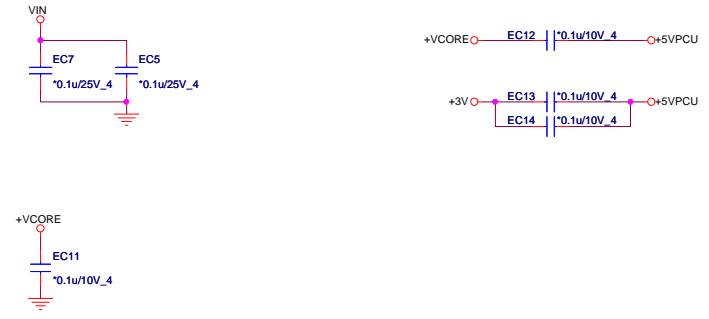 VIN
EC7
*0.1u/25V_4
EC5
*0.1u/25V_4
+VCORE
EC12
*0.1u/10V_4
+5VPCU
+3V
EC13
*0.1u/10V_4
+5VPCU
EC14
*0.1u/10V_4
+VCORE
EC11
*0.1u/10V_4